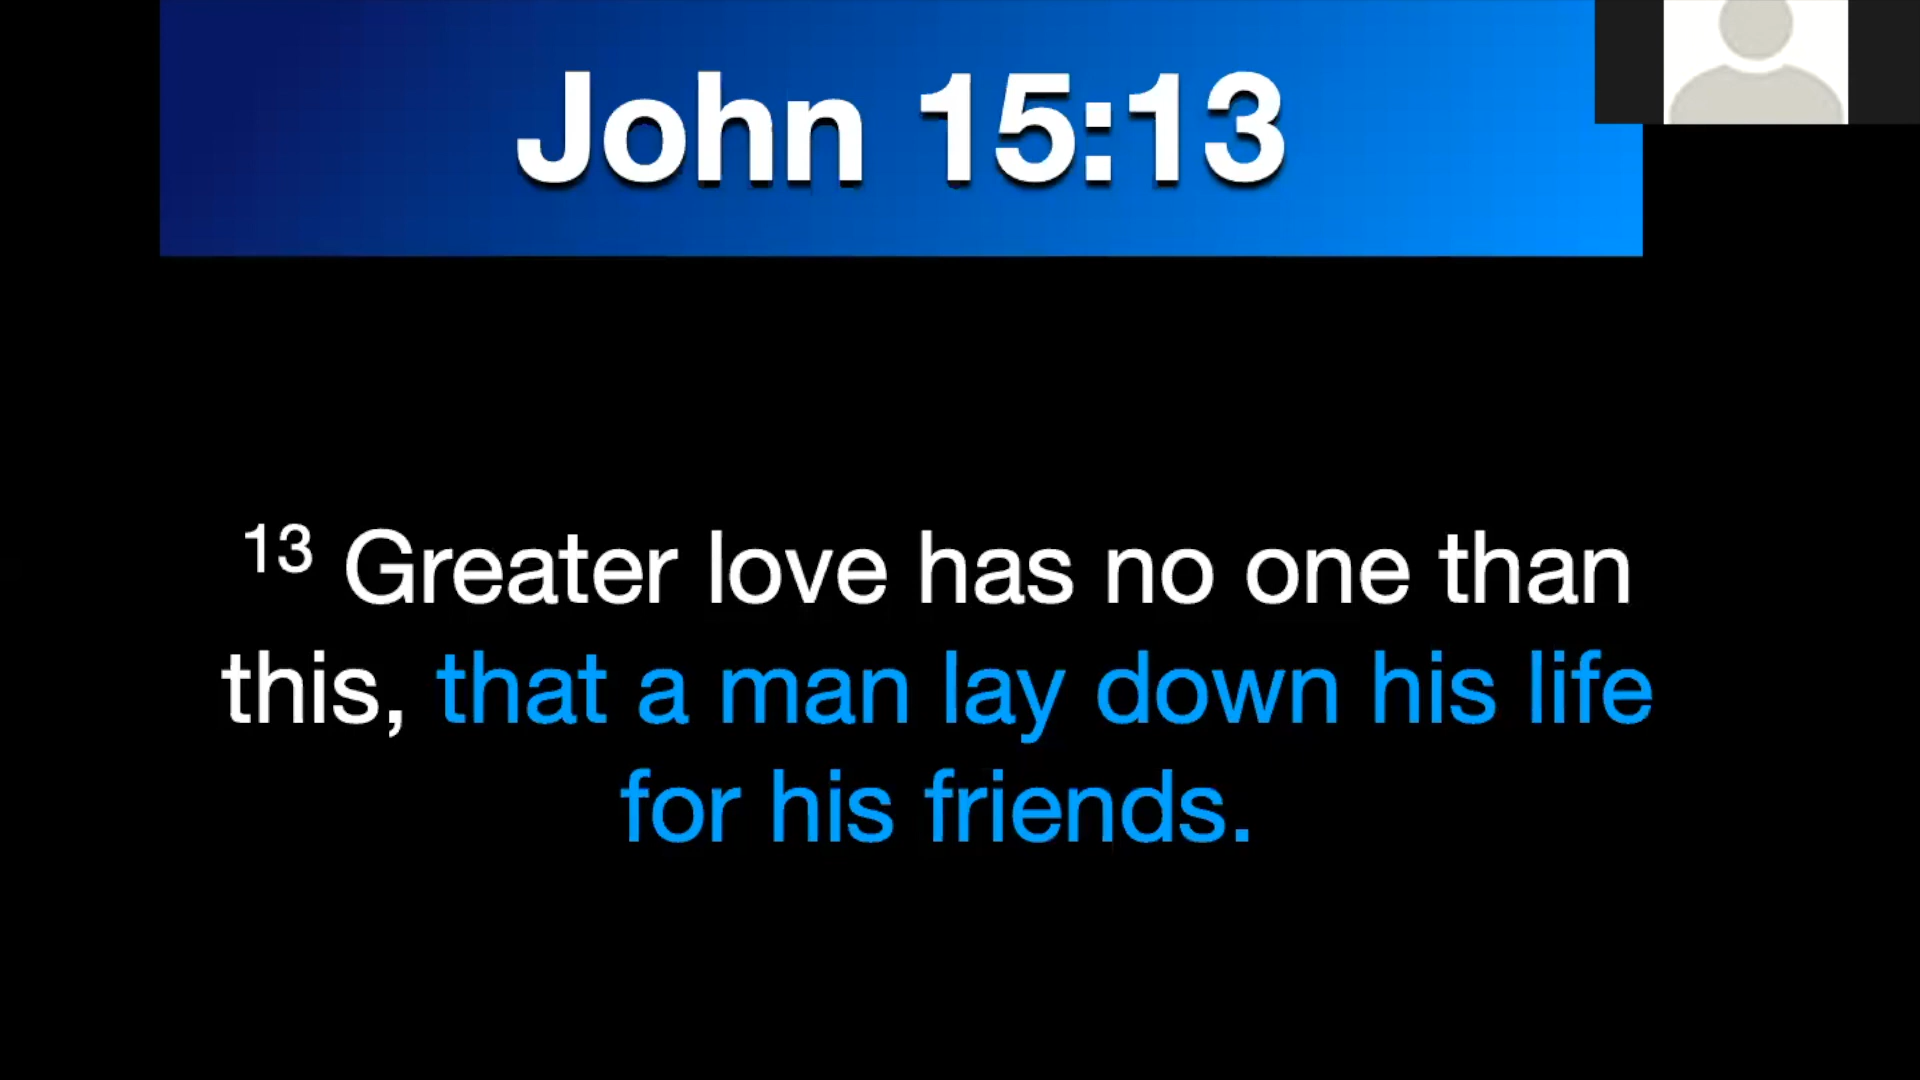 John 15:13
13 Greater love has no one than
this, that a man lay down his life
for his friends.